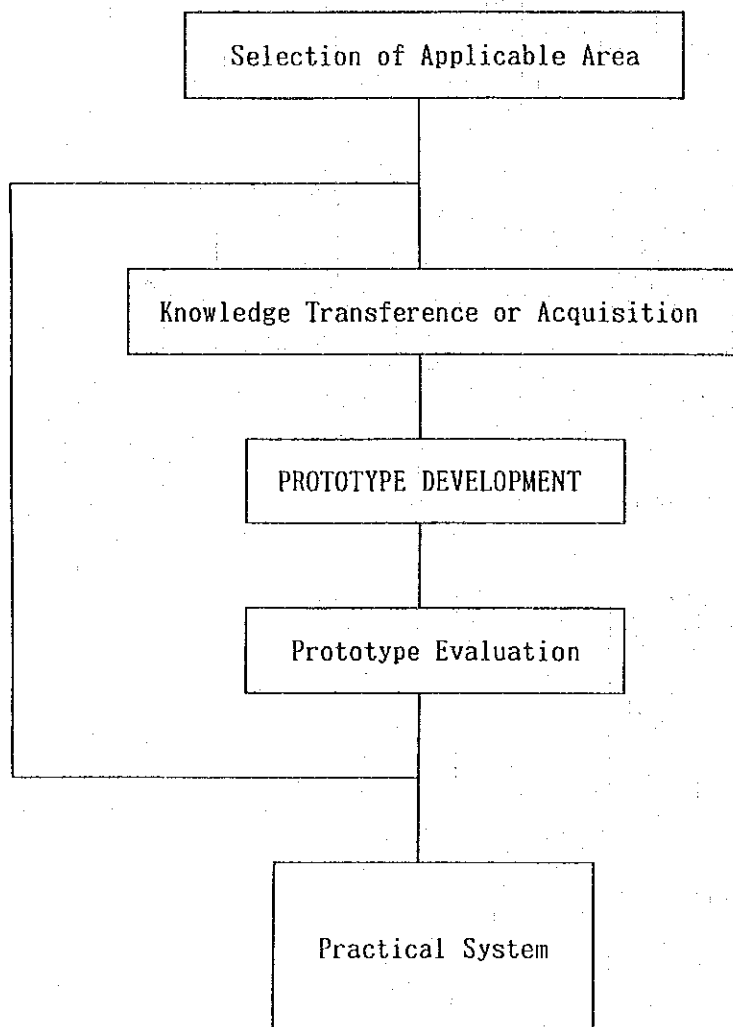 Selection of Applicable Area
Knowledge Transference or Acquisition
PROTOTYPE DEVELOPMENT
Prototype Evaluation
Practical System